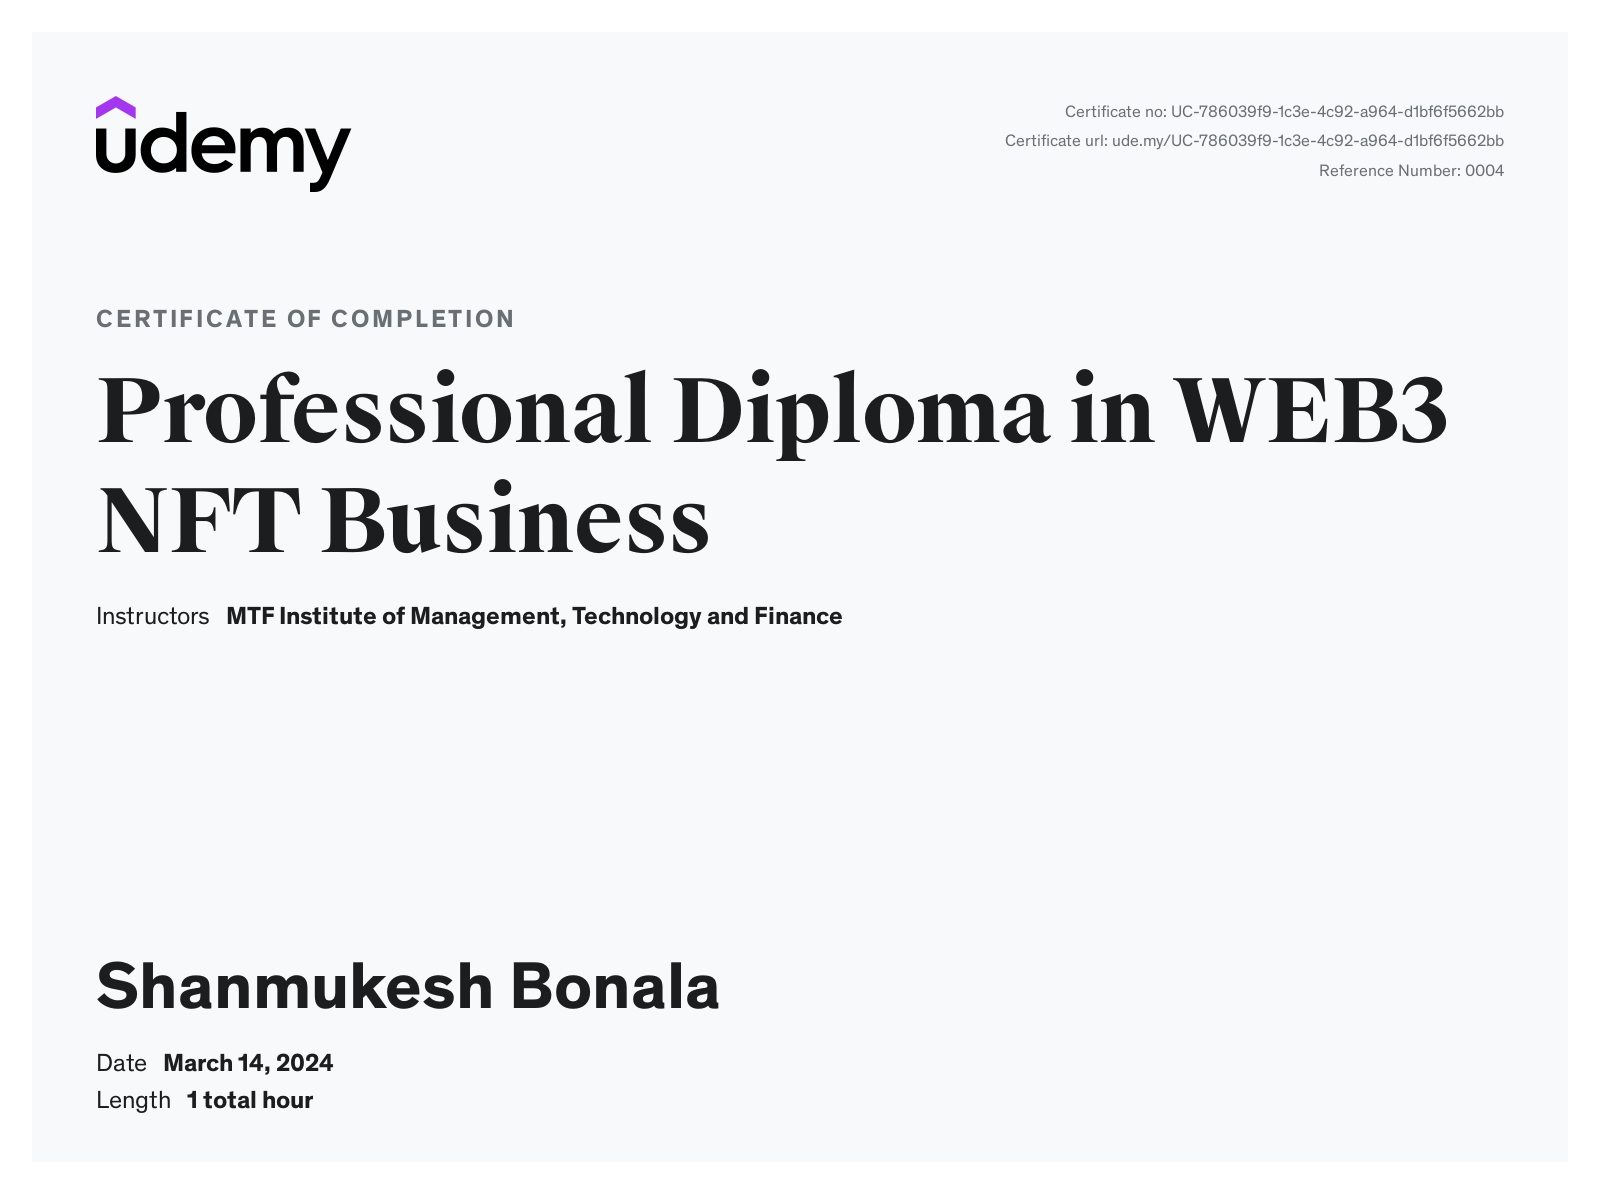 udemy
Certificate no: UC-786039f9-1c3e-4c92-a964-d1bf6f5662bb
Certificate url: ude.my/UC-786039f9-1c3e-4c92-a964-d1bf6f5662bb
Reference Number: 0004
CERTIFICATE OF COMPLETION
Professional Diploma in WEB3
NFT Business
Instructors MTF Institute of Management, Technology and Finance
Shanmukesh Bonala
Date March 14, 2024
Length 1 total hour